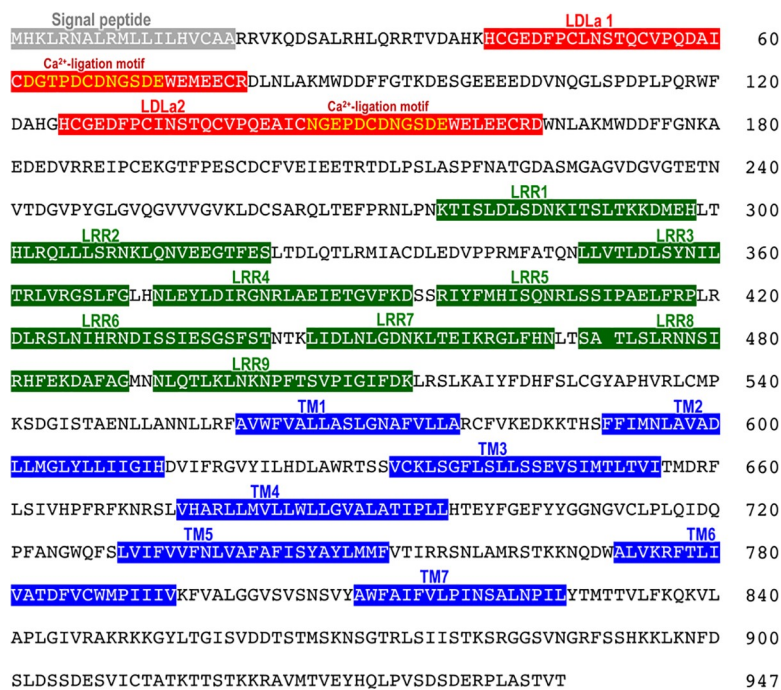 Signal peptide LDLa 1
MHKLRNALRMLLILHVCAARRVKQDSALRHLQRRTVDAHKHCGEDFPCLNSTQCVPQDAI 60
Ca²⁺-ligation motif
CDGTPDCDNGSDEWEMEECRDLNLAKMWDDFFGTKDESGEEEEDDVNQGLSPDPLPQRWF 120
LDLa2 Ca²⁺-ligation motif
DAHGHCGEDFPCINSTQCVPQEAICNGEPDCDNGSDEWELEECRDWNLAKMWDDFFGNKA 180
EDEDVRREIPCEKGTFPESCDCFVEIEETRTDLPSLASPFNATGDASMGAGVDGVGTETN 240
LRR1
VTDGVPYGLGVQGVVVGVKLDCSARQLTEFPRNLPNKTISLDLSDNKITSLTKKDMEHLT 300
LRR2 LRR3
HLRQLLLSRNKLQNVEEGTFESLTDLQTLRMIACDLEDVPPRMFATQNLLVTLDLSYNIL 360
LRR4 LRR5
TRLVRGSLFGLHNLEYLDIRGNRLAEIETGVFKDSSRIYFMHISQNRLSSIPAELFRPLR 420
LRR6 LRR7 LRR8
DLRSLNIHRNDISSIESGSFSTNTKLIDLNLGDNKLTEIKRGLFHNLTSA TLSLRNNSI 480
LRR9
RHFEKDAFAGMNNLQTLKLNKNPFTSVPIGIFDKLRSLKAIYFDHFSLCGYAPHVRLCMP 540
TM1 TM2
KSDGISTAENLLANNLLRFAVWFVALLASLGNAFVLLARCFVKEDKKTHSFFIMNLAVAD 600
TM3
LLMGLYLLIIGIHDVIFRGVYILHDLAWRTSSVCKLSGFLSLLSSEVSIMTLTVITMDRF 660
TM4
LSIVHPFRFKNRSLVHARLLMVLLWLLGVALATIPLLHTEYFGEFYYGGNGVCLPLQIDQ 720
TM5 TM6
PFANGWQFSLVIFVVFNLVAFAFISYAYLMMFVTIRRSNLAMRSTKKNQDWALVKRFTLI 780
TM7
VATDFVCWMPIIIVKFVALGGVSVSNSVYAWFAIFVLPINSALNPILYTMTTVLFKQKVL 840
APLGIVRAKRKKGYLTGISVDDTSTMSKNSGTRLSIISTKSRGGSVNGRFSSHKKLKNFD 900
SLDSSDESVICTATKTTSTKKRAVMTVEYHQLPVSDSDERPLASTVT 947